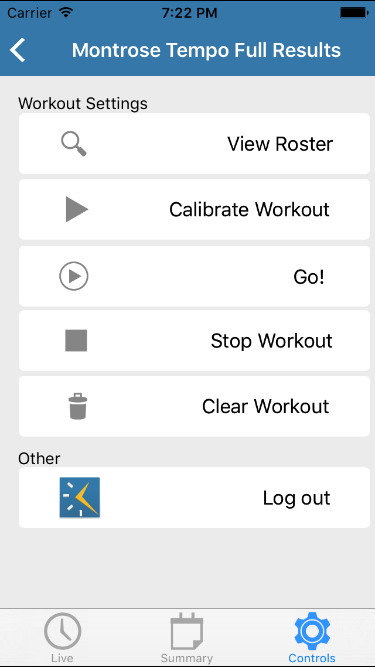 Carrier 7:22 PM
Montrose Tempo Full Results
Workout Settings
View Roster
Calibrate Workout
Go!
Stop Workout
Clear Workout
Other
Log out
Live Summary Controls